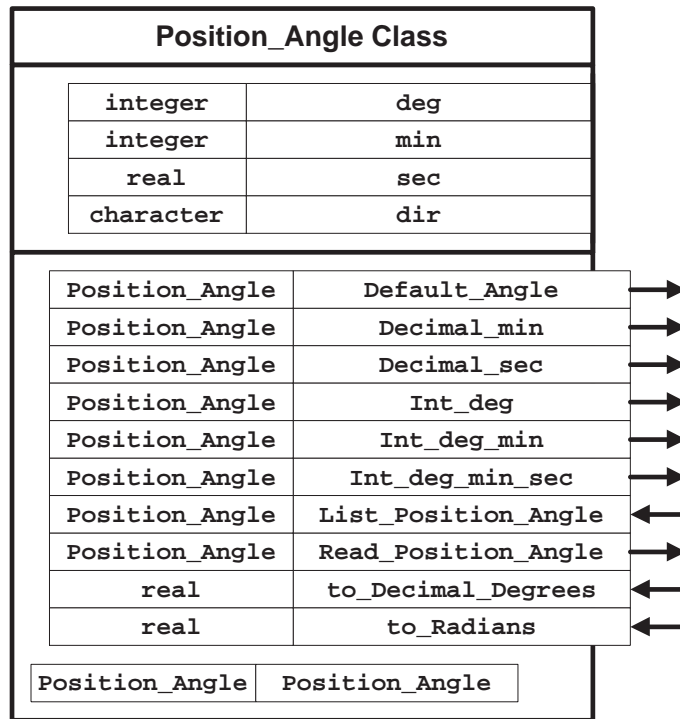 Position_Angle Class
integer deg
integer min
real sec
character dir
Position_Angle Default_Angle
Position_Angle Decimal_min
Position_Angle Decimal_sec
Position_Angle Int_deg
Position_Angle Int_deg_min
Position_Angle Int_deg_min_sec
Position_Angle List_Position_Angle
Position_Angle Read_Position_Angle
real to_Decimal_Degrees
real to_Radians
Position_Angle Position_Angle